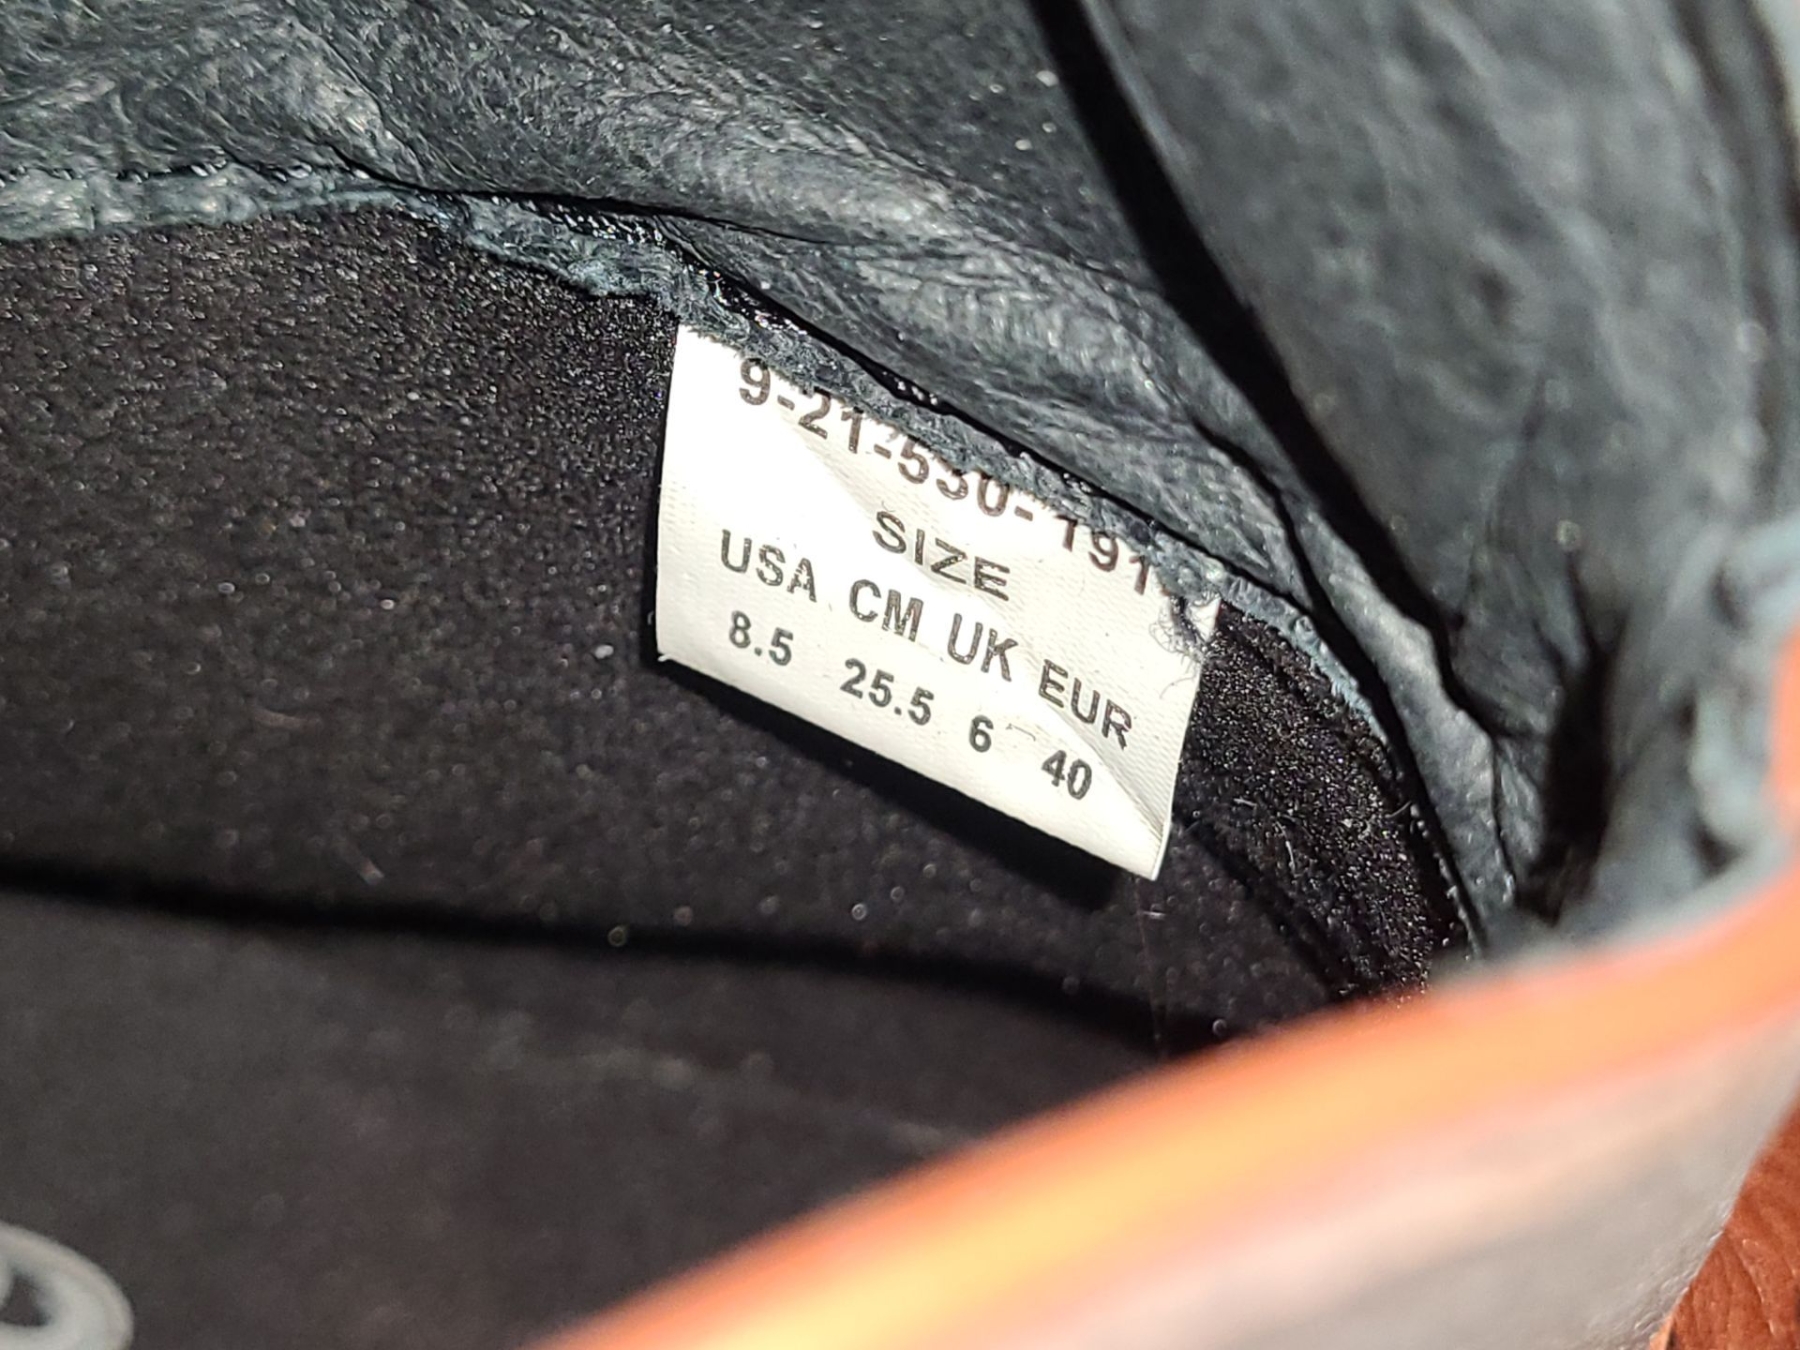 9-21-530-191
SIZE
USA CM UK EUR
8.5 25.5 6 40